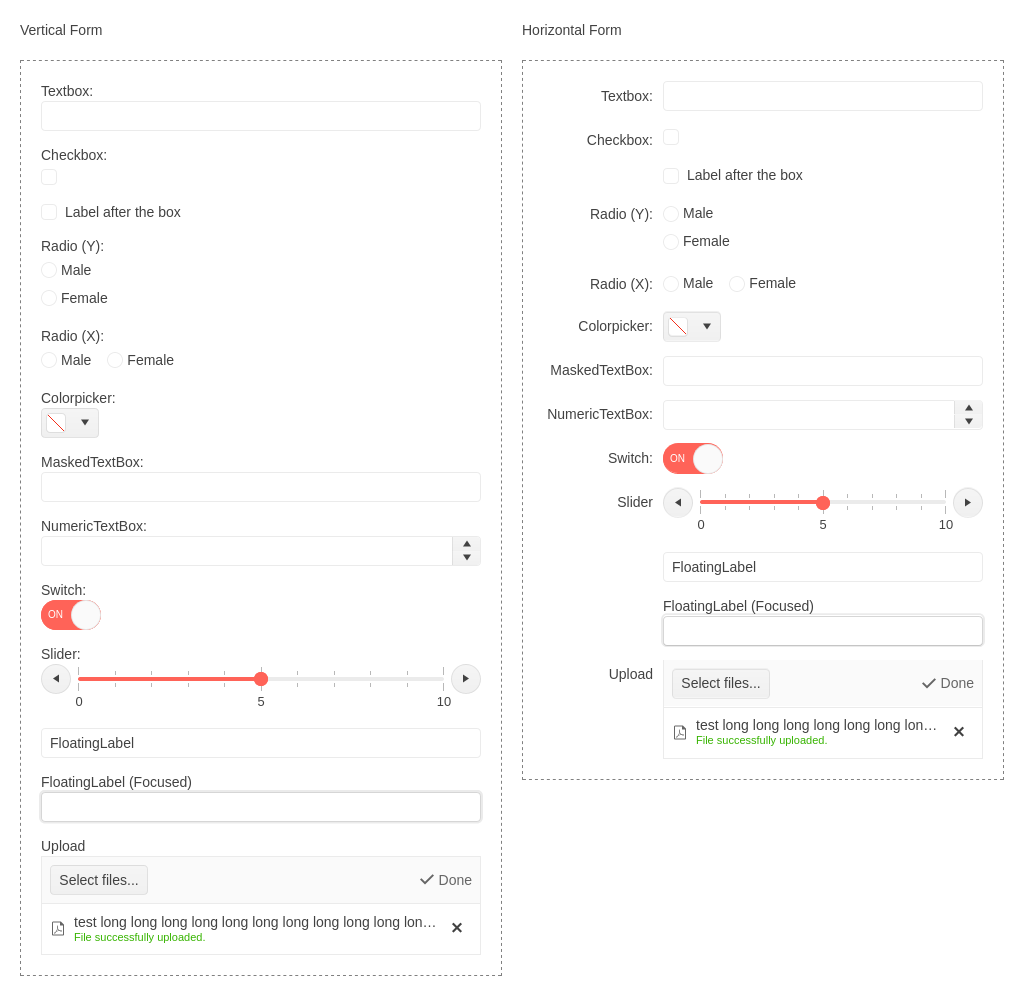 Vertical Form
Textbox:
Checkbox:
Label after the box
Radio (Y):
Male
Female
Radio (X):
Male Female
Colorpicker:
MaskedTextBox:
NumericTextBox:
Switch:
ON
Slider:
0 5 10
FloatingLabel
FloatingLabel (Focused)
Upload
Select files... Done
test long long long long long long long long long long lon…
File successfully uploaded.
Horizontal Form
Textbox:
Checkbox:
Label after the box
Radio (Y): Male
Female
Radio (X): Male Female
Colorpicker:
MaskedTextBox:
NumericTextBox:
Switch: ON
Slider
0 5 10
FloatingLabel
FloatingLabel (Focused)
Upload Select files... Done
test long long long long long long lon…
File successfully uploaded.